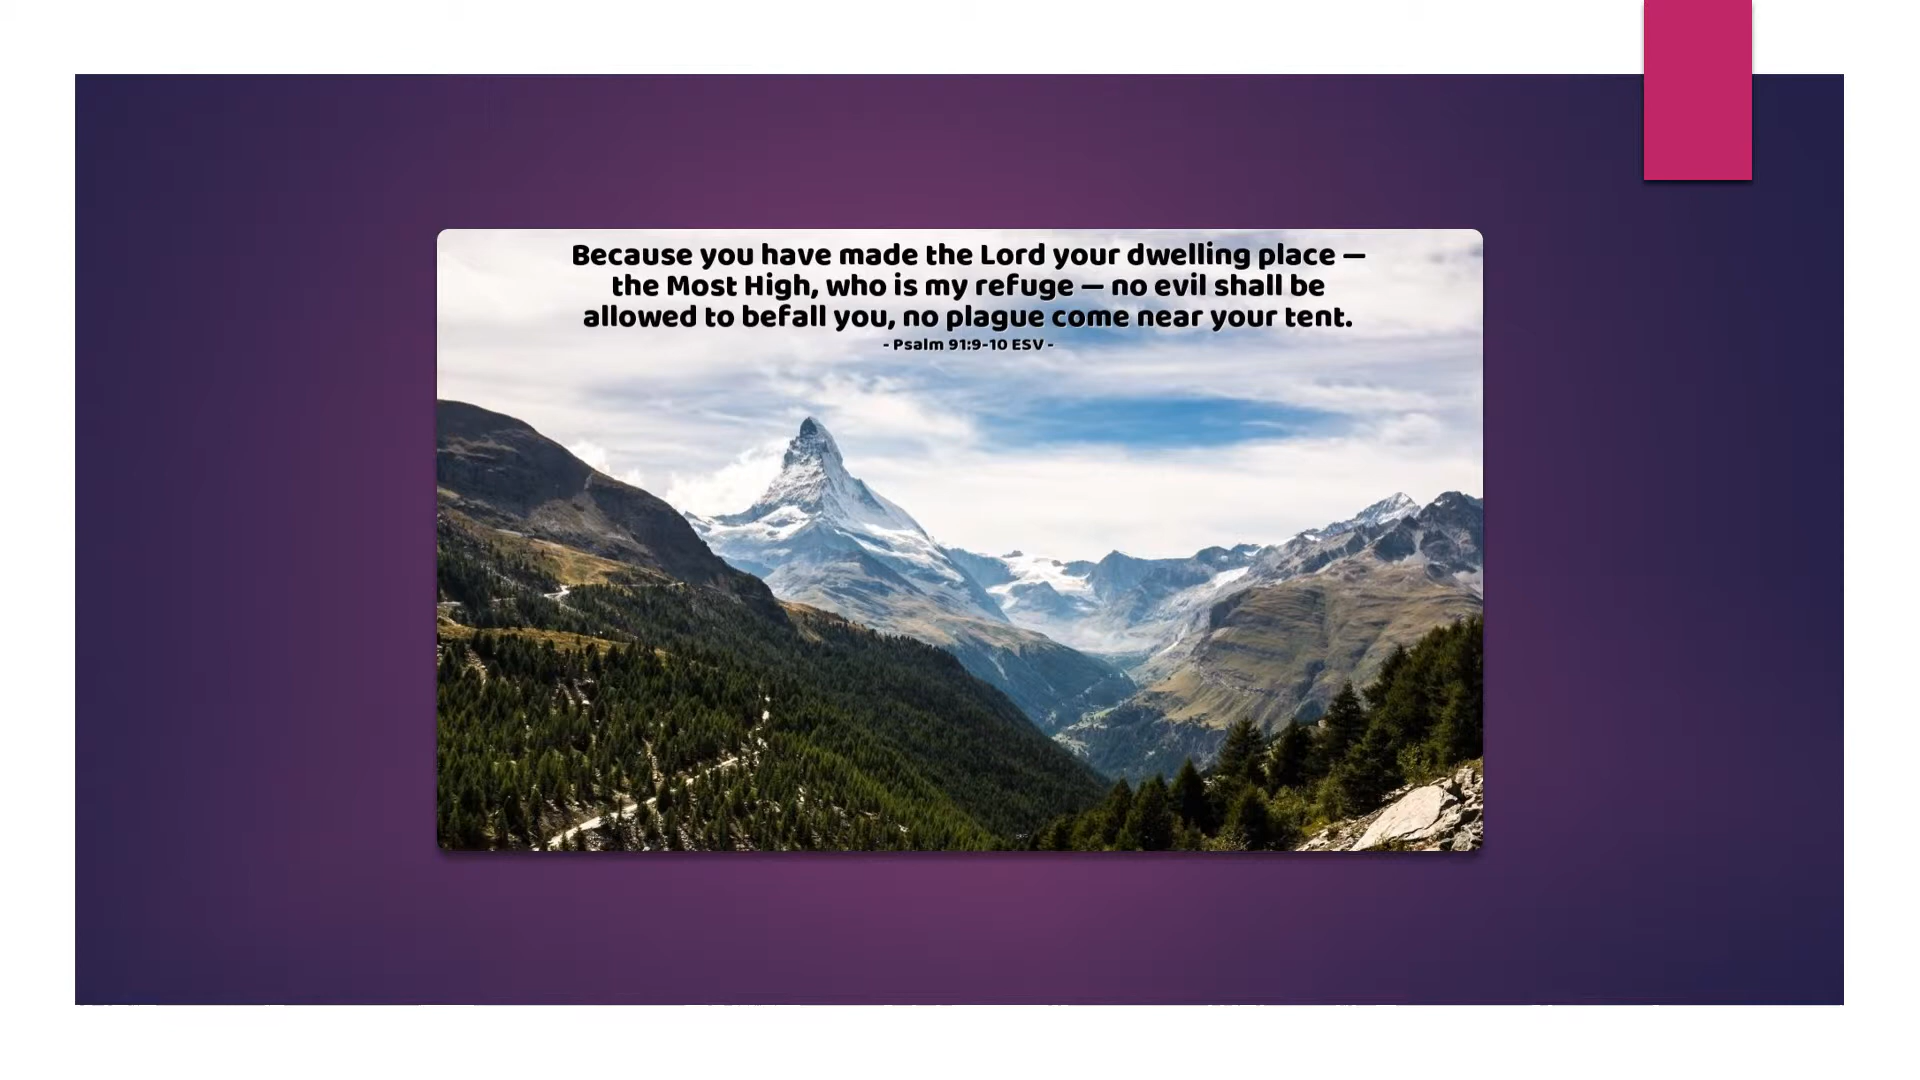 Because you have made the Lord your dwelling place —
the Most High, who is my refuge — no evil shall be
allowed to befall you, no plague come near your tent.
- Psalm 91:9-10 ESV -